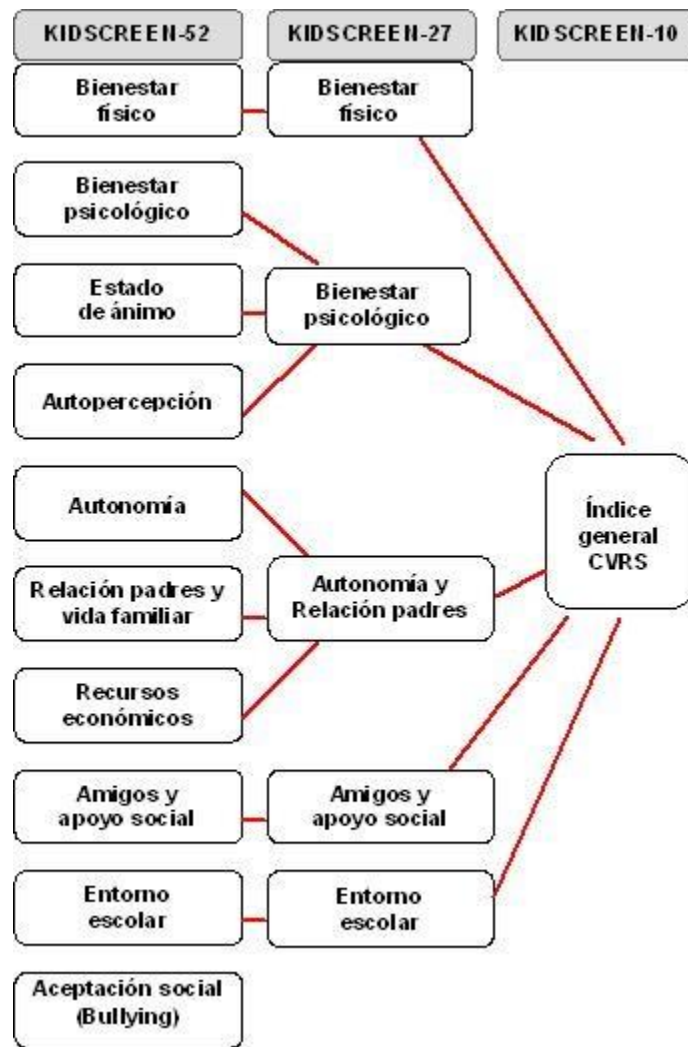 KIDSCREEN-52
KIDSCREEN-27
KIDSCREEN-10
Bienestar
físico
Bienestar
físico
Bienestar
psicológico
Estado
de ánimo
Bienestar
psicológico
Autopercepción
Autonomía
Índice
general
CVRS
Relación padres y
vida familiar
Autonomía y
Relación padres
Recursos
económicos
Amigos y
apoyo social
Amigos y
apoyo social
Entorno
escolar
Entorno
escolar
Aceptación social
(Bullying)